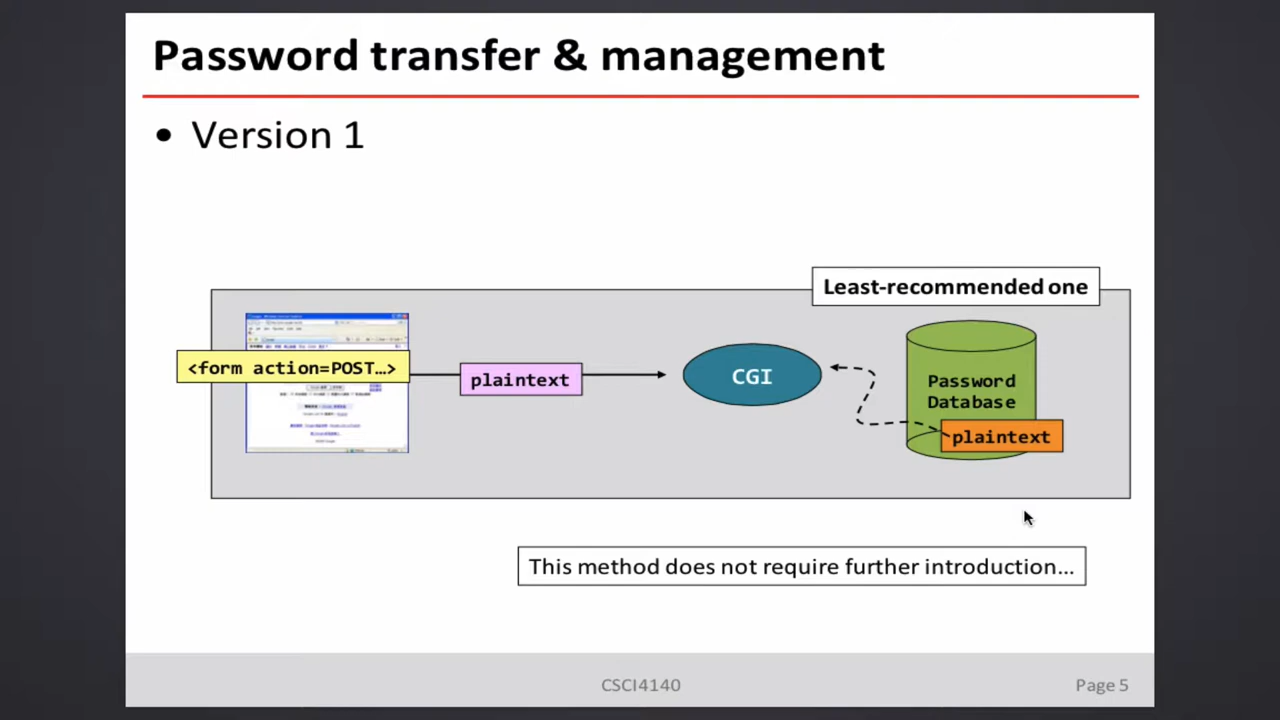 Password transfer & management
• Version 1
Least-recommended one
<form action=POST…>
plaintext
CGI
Password
Database
plaintext
This method does not require further introduction...
CSCI4140
Page 5